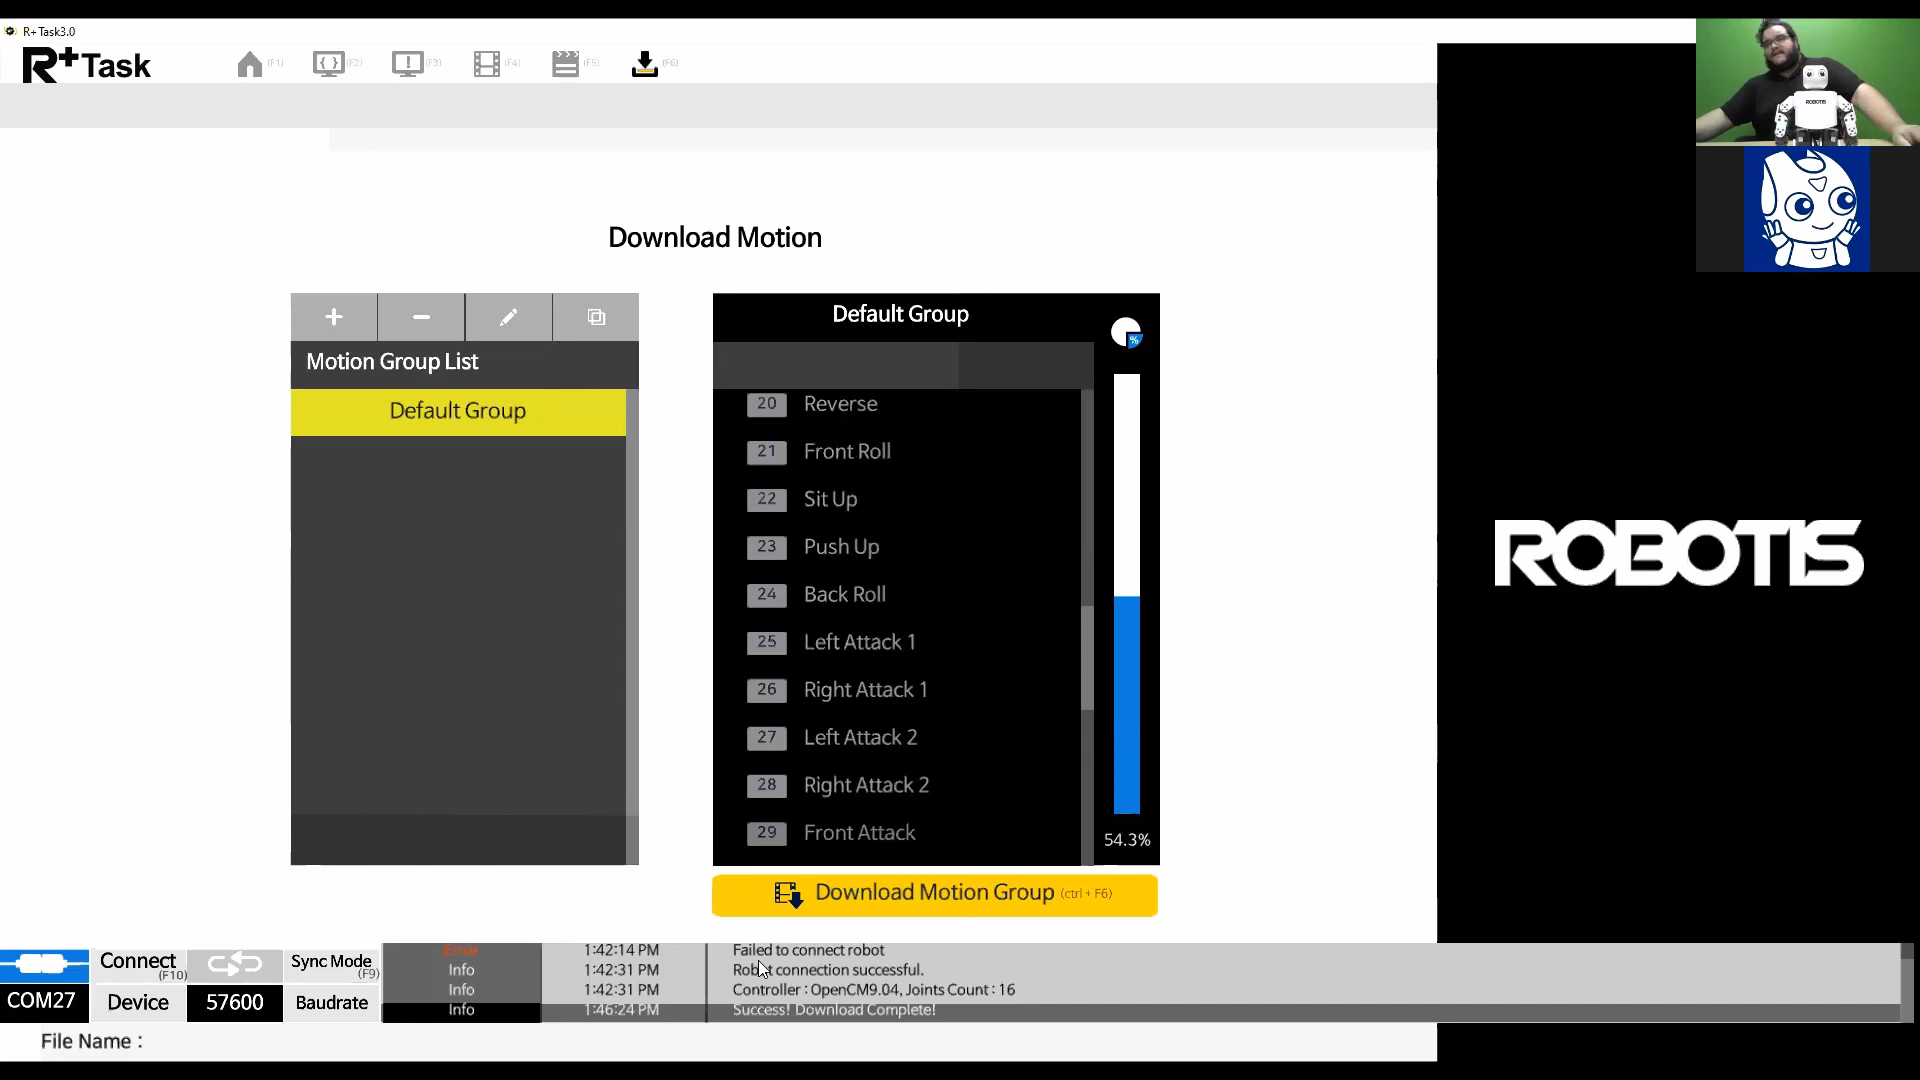 R+ Task3.0
R+Task
(F1)
(F2)
(F3)
(F4)
(F5)
(F6)
ROBOTIS
Download Motion
Default Group
%
Motion Group List
Default Group
20 Reverse
21 Front Roll
22 Sit Up
23 Push Up
24 Back Roll
25 Left Attack 1
26 Right Attack 1
27 Left Attack 2
28 Right Attack 2
29 Front Attack
54.3%
ROBOTIS
Download Motion Group (ctrl + F6)
Connect (F10)
Sync Mode (F9)
COM27 Device 57600 Baudrate
Error 1:42:14 PM Failed to connect robot
Info 1:42:31 PM Robot connection successful.
Info 1:42:31 PM Controller : OpenCM9.04, Joints Count : 16
Info 1:46:24 PM Success! Download Complete!
File Name :